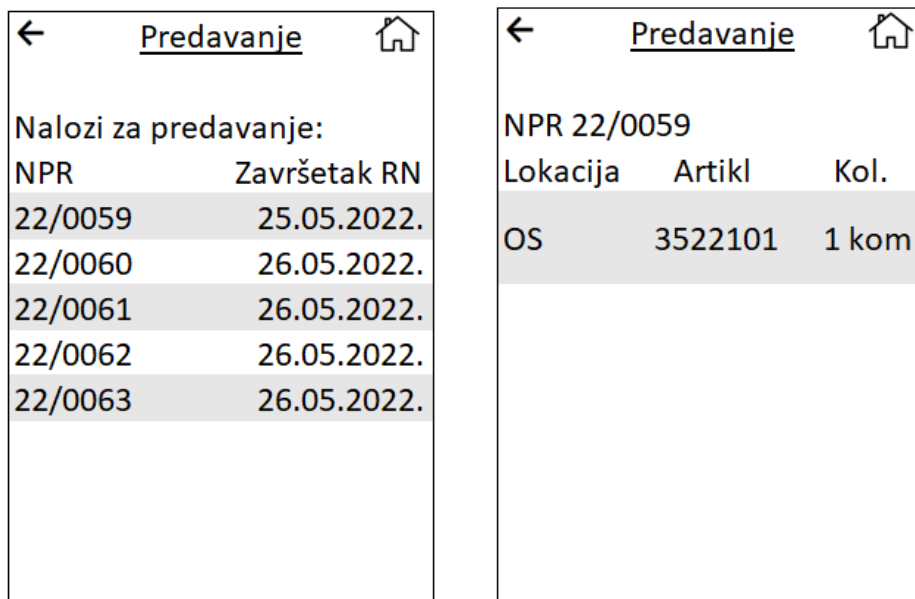 Predavanje
Nalozi za predavanje:
NPR Završetak RN
22/0059 25.05.2022.
22/0060 26.05.2022.
22/0061 26.05.2022.
22/0062 26.05.2022.
22/0063 26.05.2022.
Predavanje
NPR 22/0059
Lokacija Artikl Kol.
OS 3522101 1 kom